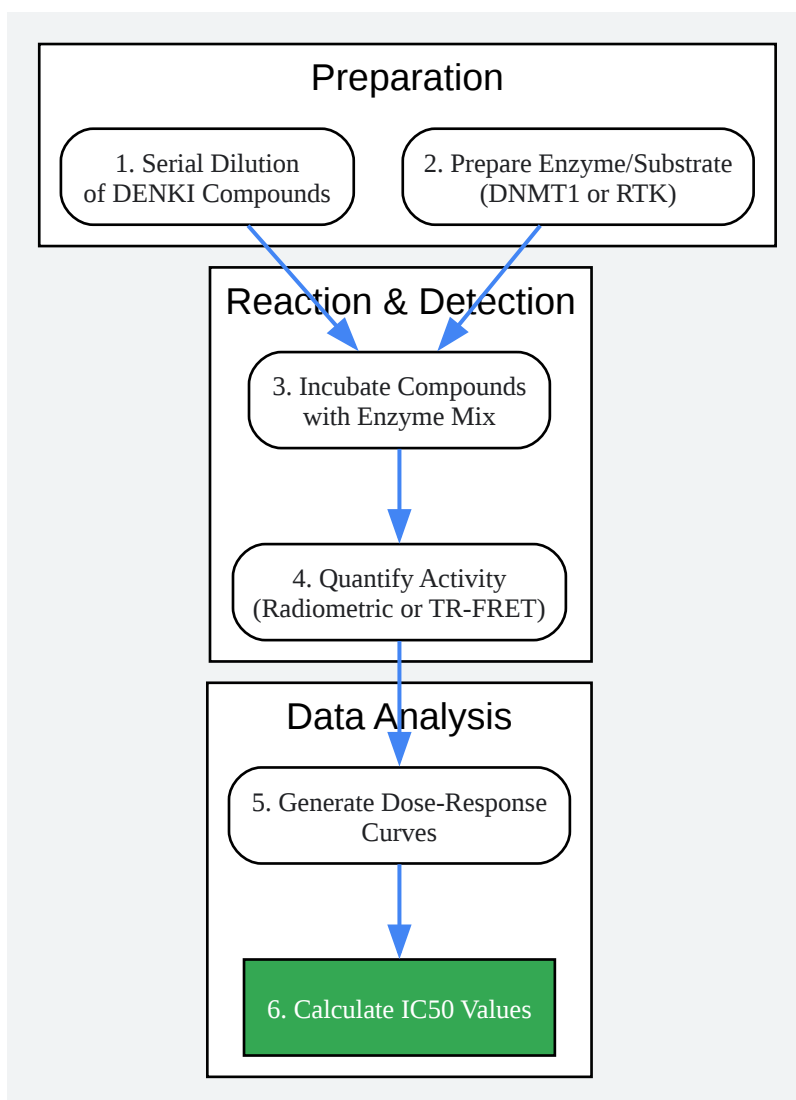 Preparation
1. Serial Dilution
of DENKI Compounds
2. Prepare Enzyme/Substrate
(DNMT1 or RTK)
Reaction & Detection
3. Incubate Compounds
with Enzyme Mix
4. Quantify Activity
(Radiometric or TR-FRET)
Data Analysis
5. Generate Dose-Response
Curves
6. Calculate IC50 Values